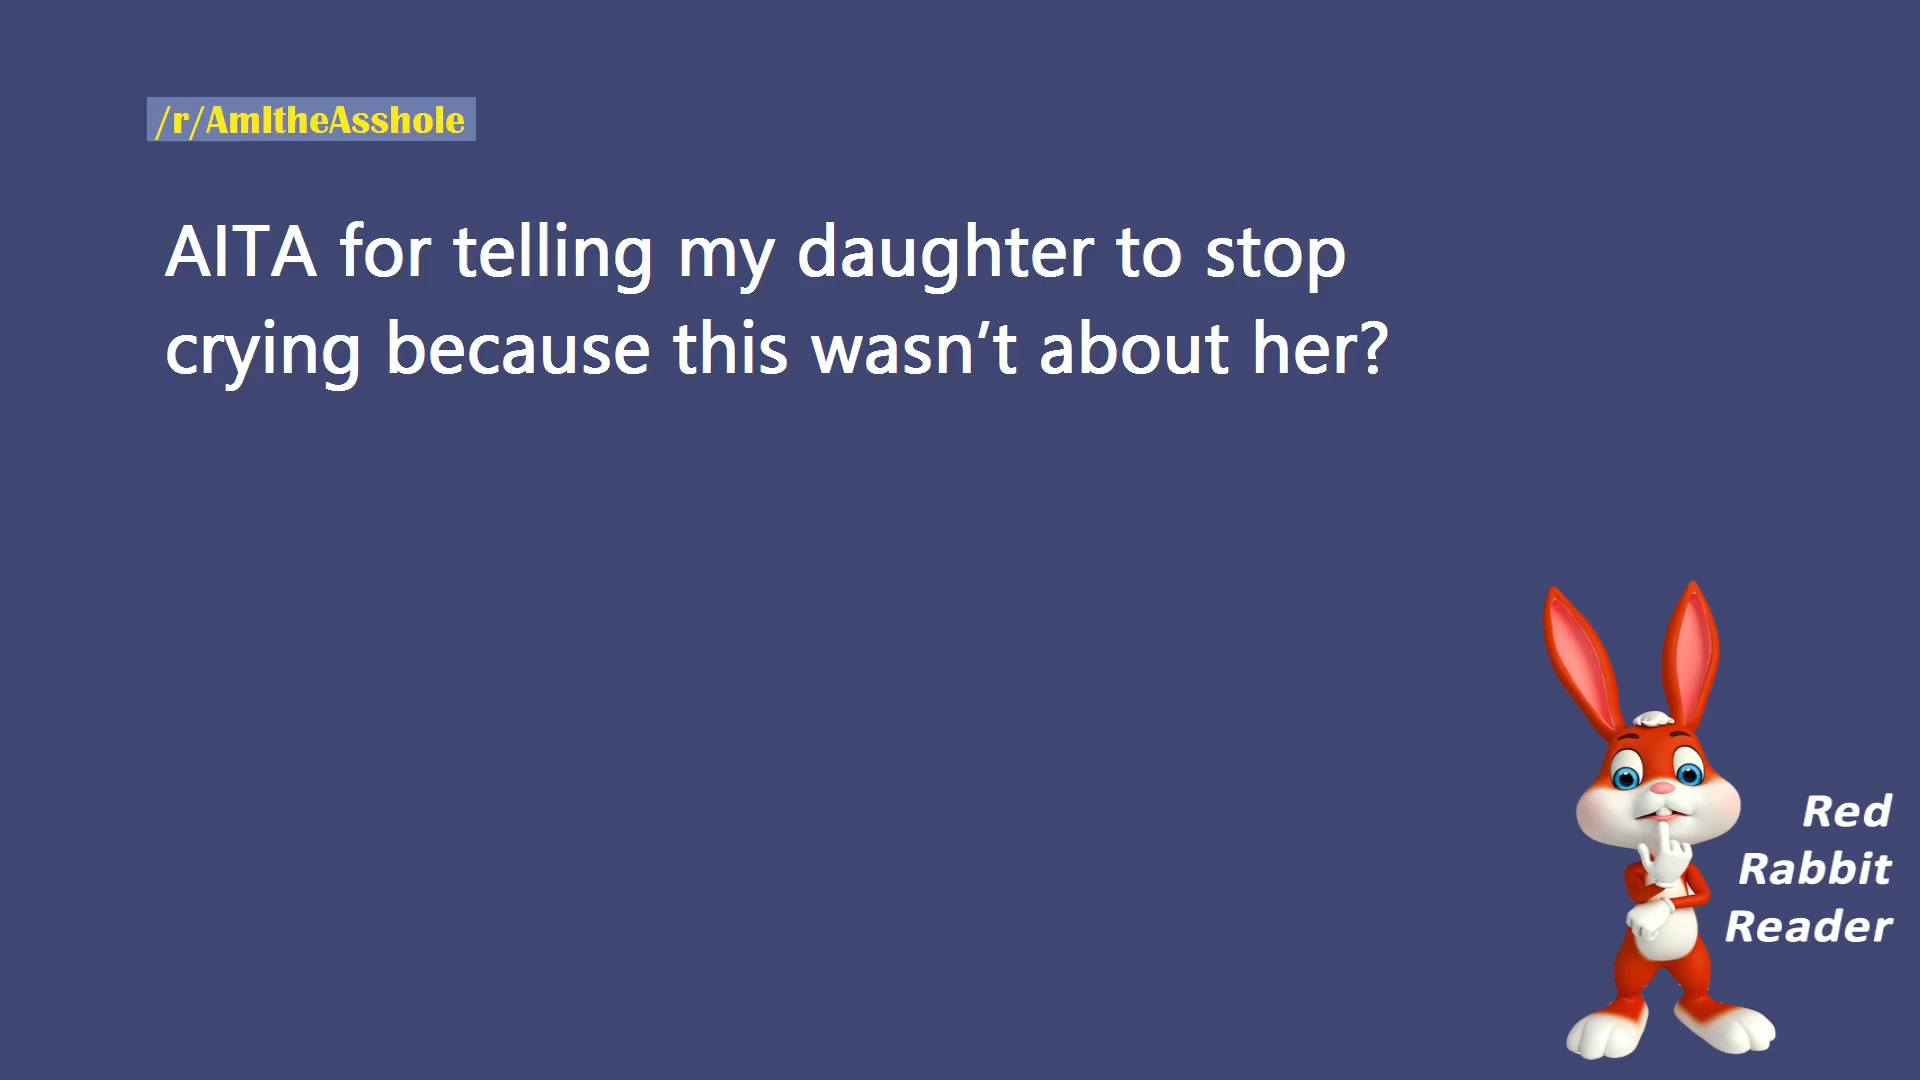 /r/AmItheAsshole
AITA for telling my daughter to stop
crying because this wasn’t about her?
Red
Rabbit
Reader